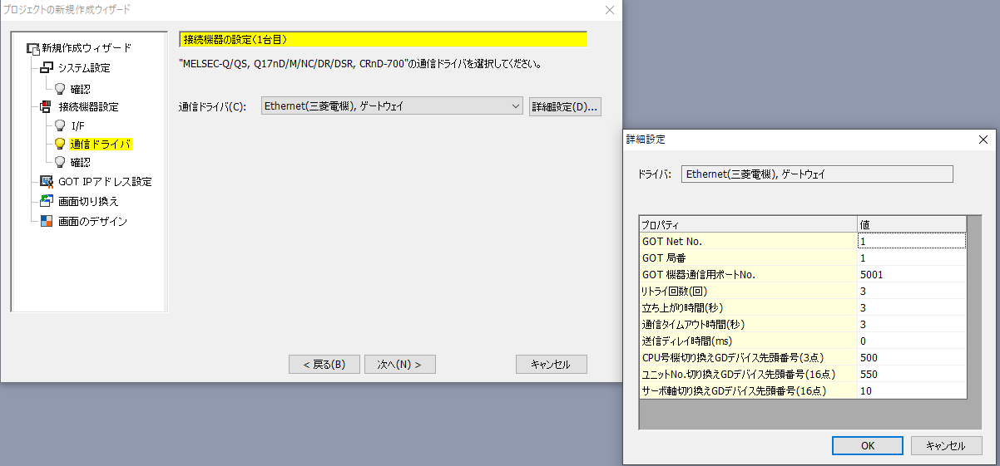 プロジェクトの新規作成ウィザード
新規作成ウィザード
システム設定
確認
接続機器設定
I/F
通信ドライバ
確認
GOT IPアドレス設定
画面切り換え
画面のデザイン
接続機器の設定(1台目)
"MELSEC-Q/QS, Q17nD/M/NC/DR/DSR, CRnD-700"の通信ドライバを選択してください。
通信ドライバ(C): Ethernet(三菱電機), ゲートウェイ 詳細設定(D)...
< 戻る(B) 次へ(N) > キャンセル
詳細設定
ドライバ: Ethernet(三菱電機), ゲートウェイ
プロパティ 値
GOT Net No. 1
GOT 局番 1
GOT 機器通信用ポートNo. 5001
リトライ回数(回) 3
立ち上がり時間(秒) 3
通信タイムアウト時間(秒) 3
送信ディレイ時間(ms) 0
CPU号機切り換えGDデバイス先頭番号(3点) 500
ユニットNo.切り換えGDデバイス先頭番号(16点) 550
サーボ軸切り換えGDデバイス先頭番号(16点) 10
OK キャンセル